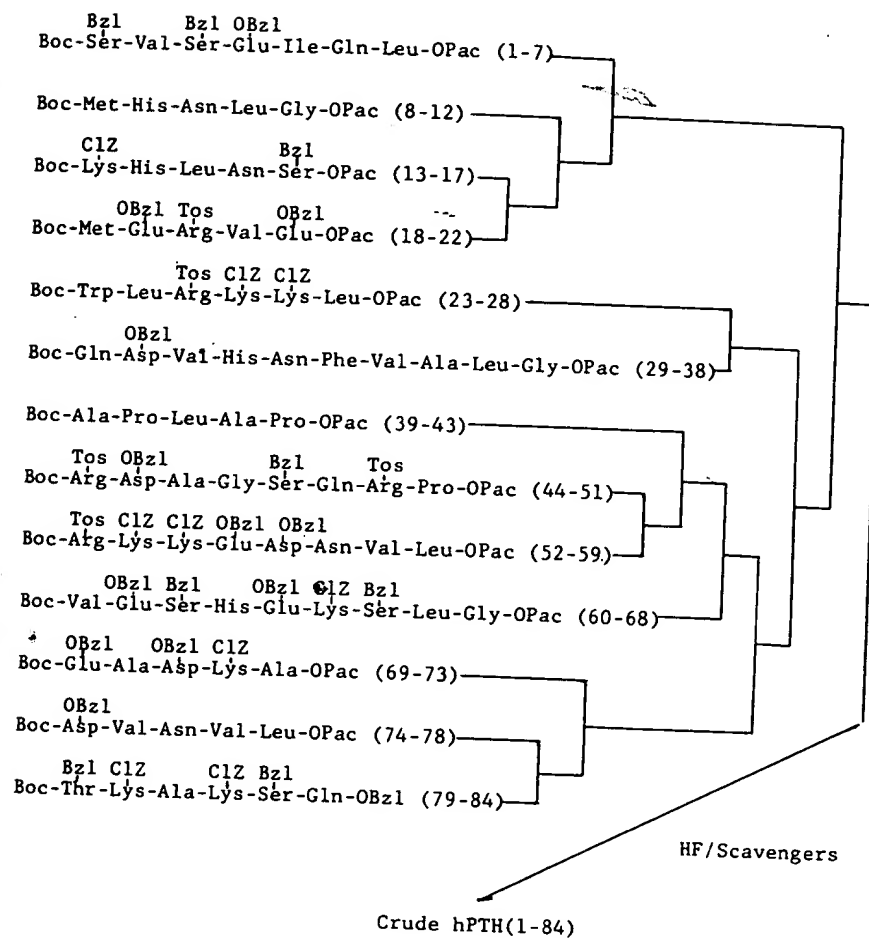 Bzl Bzl OBzl
Boc-Ser-Val-Ser-Glu-Ile-Gln-Leu-OPac (1-7)
Boc-Met-His-Asn-Leu-Gly-OPac (8-12)
ClZ Bzl
Boc-Lys-His-Leu-Asn-Ser-OPac (13-17)
OBzl Tos OBzl
Boc-Met-Glu-Arg-Val-Glu-OPac (18-22)
Tos ClZ ClZ
Boc-Trp-Leu-Arg-Lys-Lys-Leu-OPac (23-28)
OBzl
Boc-Gln-Asp-Val-His-Asn-Phe-Val-Ala-Leu-Gly-OPac (29-38)
Boc-Ala-Pro-Leu-Ala-Pro-OPac (39-43)
Tos OBzl Bzl Tos
Boc-Arg-Asp-Ala-Gly-Ser-Gln-Arg-Pro-OPac (44-51)
Tos ClZ ClZ OBzl OBzl
Boc-Arg-Lys-Lys-Glu-Asp-Asn-Val-Leu-OPac (52-59)
OBzl Bzl OBzl ClZ Bzl
Boc-Val-Glu-Ser-His-Glu-Lys-Ser-Leu-Gly-OPac (60-68)
OBzl OBzl ClZ
Boc-Glu-Ala-Asp-Lys-Ala-OPac (69-73)
OBzl
Boc-Asp-Val-Asn-Val-Leu-OPac (74-78)
Bzl ClZ ClZ Bzl
Boc-Thr-Lys-Ala-Lys-Ser-Gln-OBzl (79-84)
HF/Scavengers
Crude hPTH(1-84)